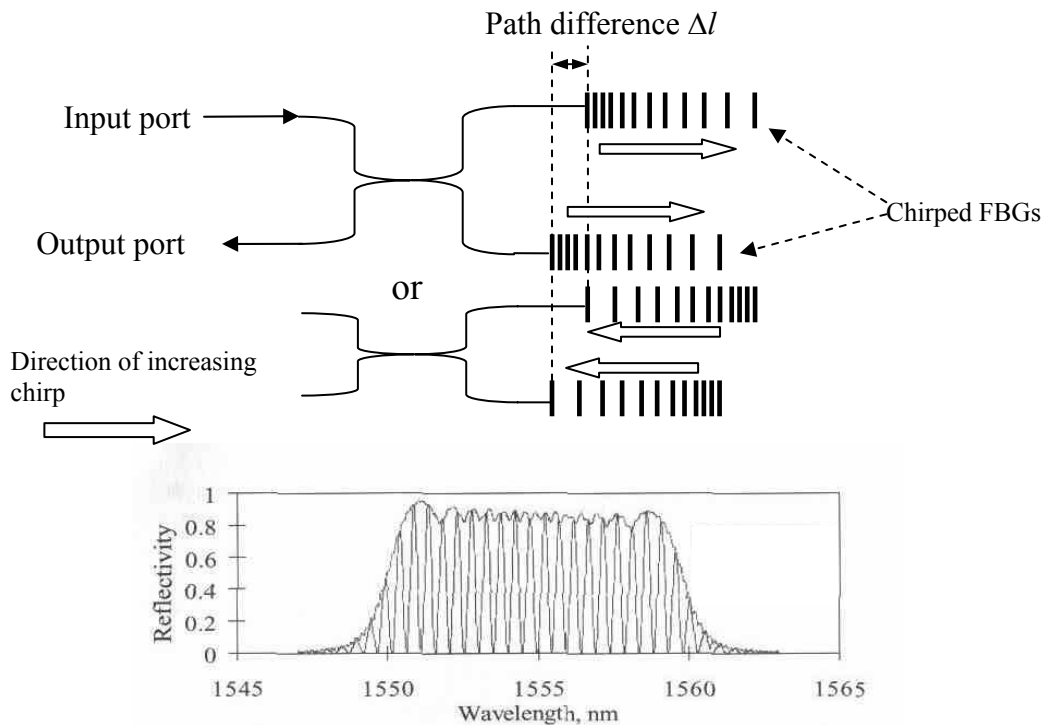 Path difference Δl
Input port
Chirped FBGs
Output port
or
Direction of increasing
chirp
1
0.8
0.6
0.4
0.2
0
Reflectivity
1545
1550
1555
1560
1565
Wavelength, nm